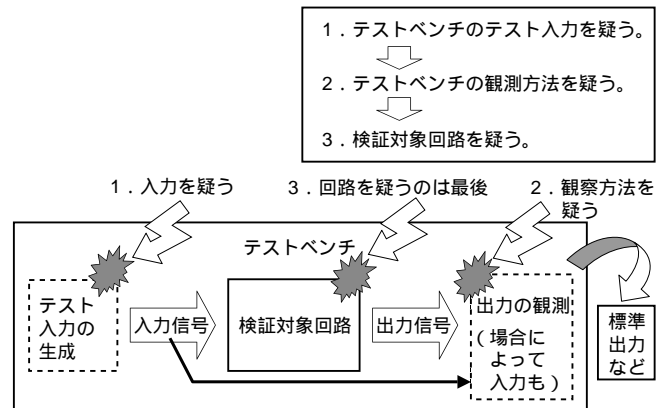 1．テストベンチのテスト入力を疑う。
2．テストベンチの観測方法を疑う。
3．検証対象回路を疑う。
1．入力を疑う
3．回路を疑うのは最後
2．観察方法を
疑う
テストベンチ
テスト
入力の
生成
入力信号
検証対象回路
出力信号
出力の観測
（場合に
よって
入力も）
標準
出力
など